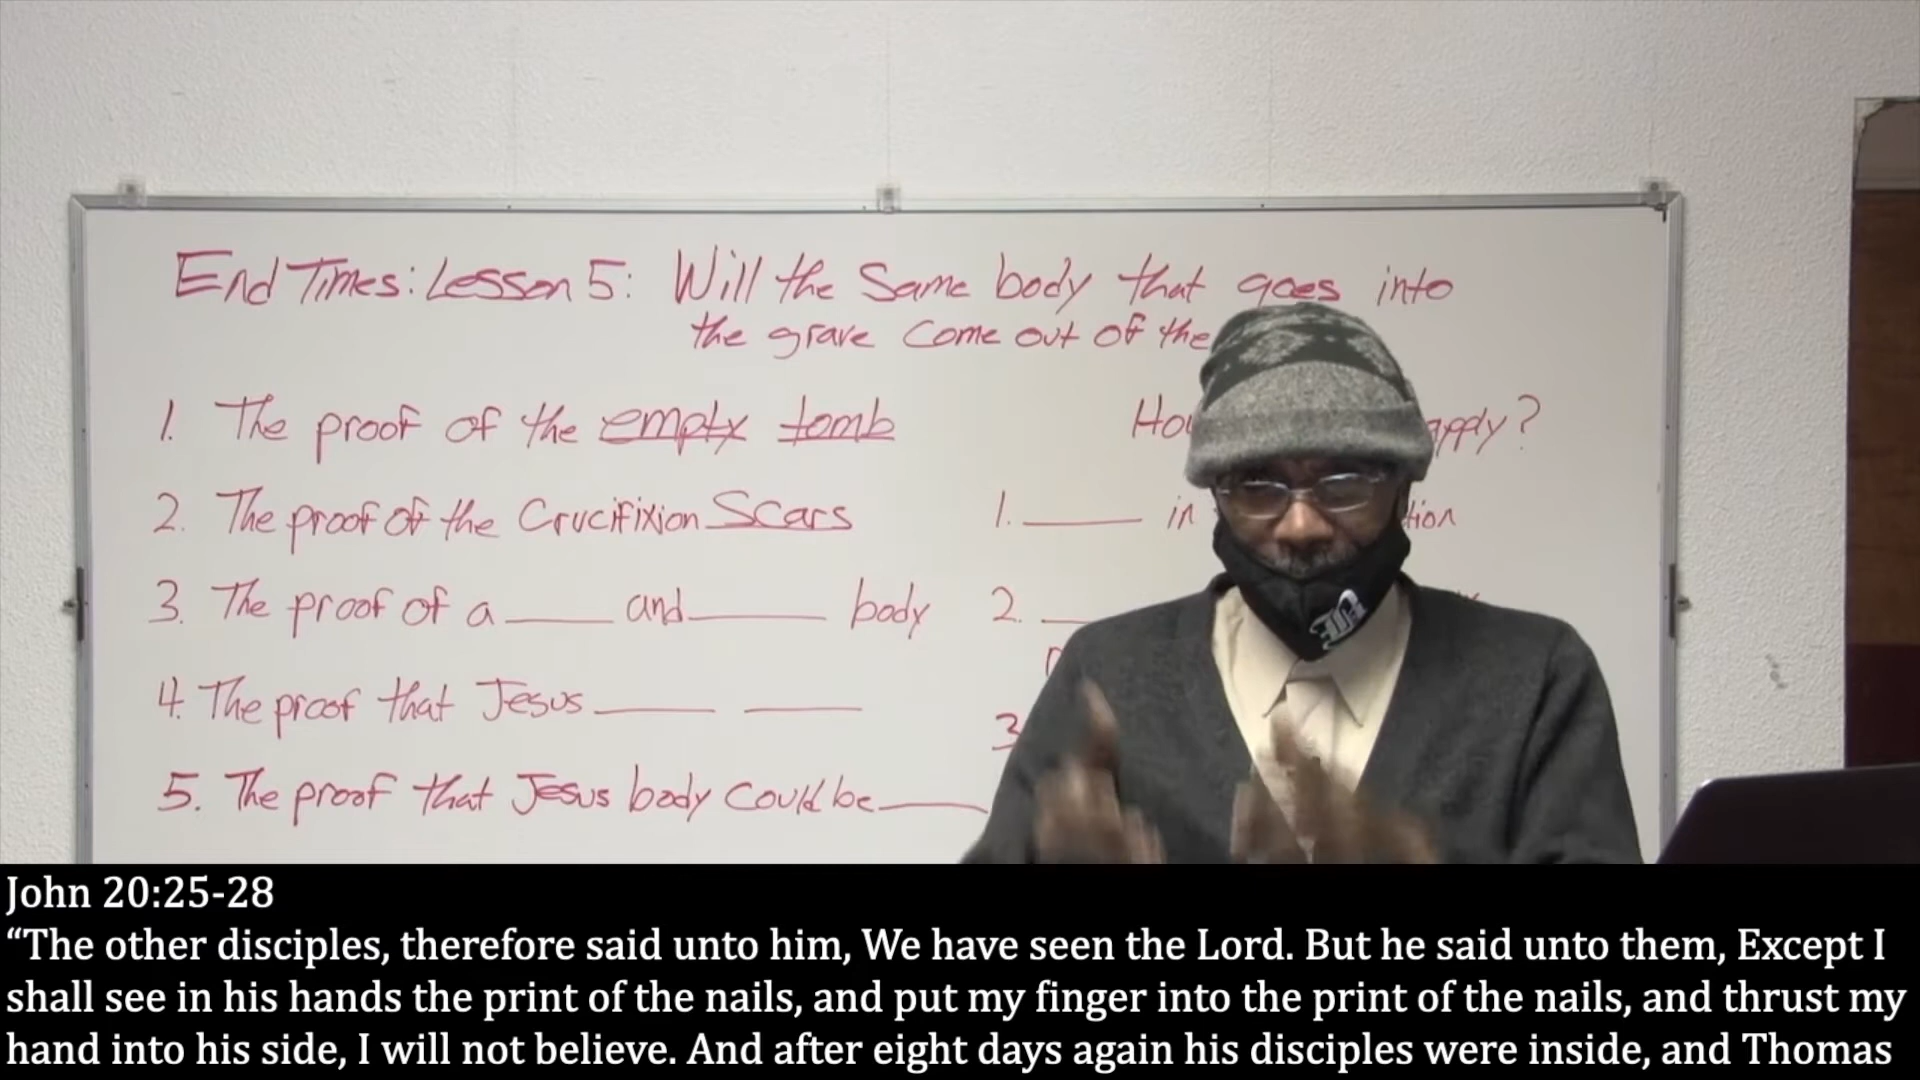 End Times: Lesson 5: Will the Same body that goes into
the grave come out of the
1. The proof of the empty tomb
2. The proof of the Crucifixion Scars
3. The proof of a ____ and ____ body
4. The proof that Jesus ____ ____
5. The proof that Jesus body could be ____
apply?
1. ____ in
2. ____
3
John 20:25-28
“The other disciples, therefore said unto him, We have seen the Lord. But he said unto them, Except I
shall see in his hands the print of the nails, and put my finger into the print of the nails, and thrust my
hand into his side, I will not believe. And after eight days again his disciples were inside, and Thomas